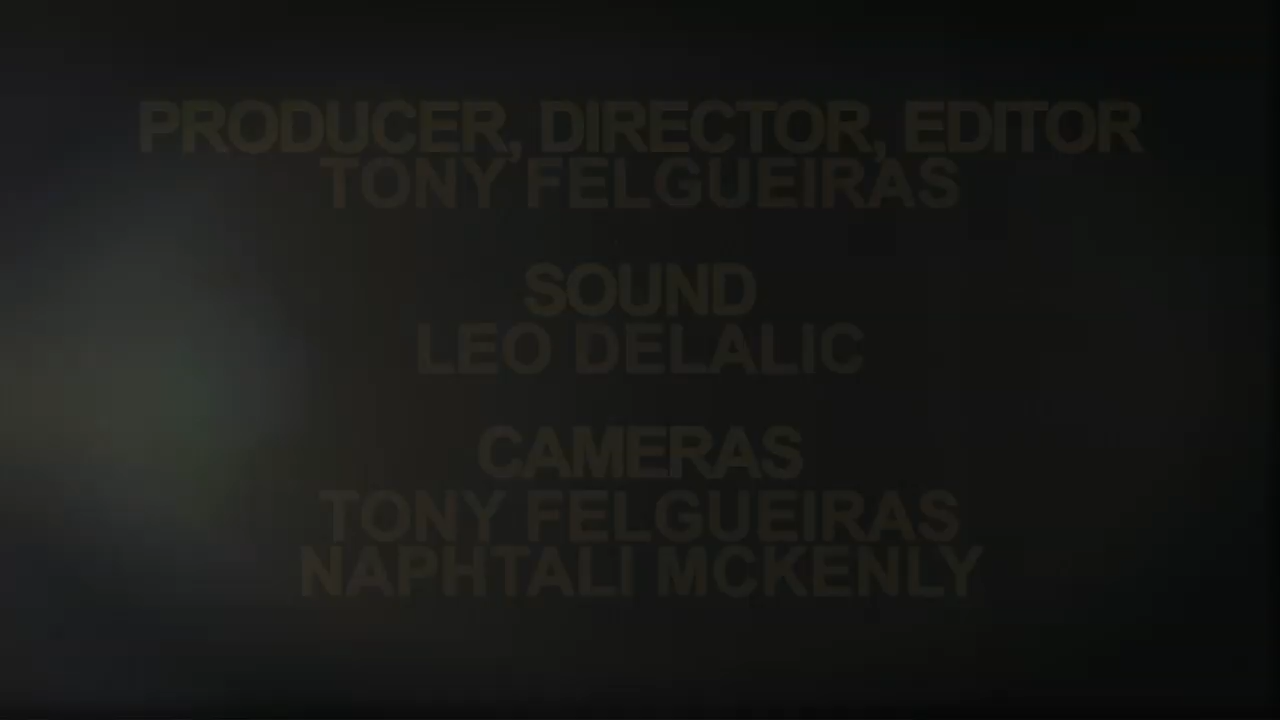 PRODUCER, DIRECTOR, EDITOR
TONY FELGUEIRAS
SOUND
LEO DELALIC
CAMERAS
TONY FELGUEIRAS
NAPHTALI MCKENLY